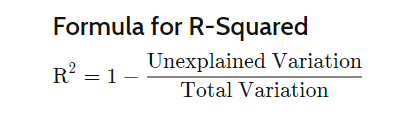 Formula for R-Squared
R² = 1 − Unexplained Variation / Total Variation